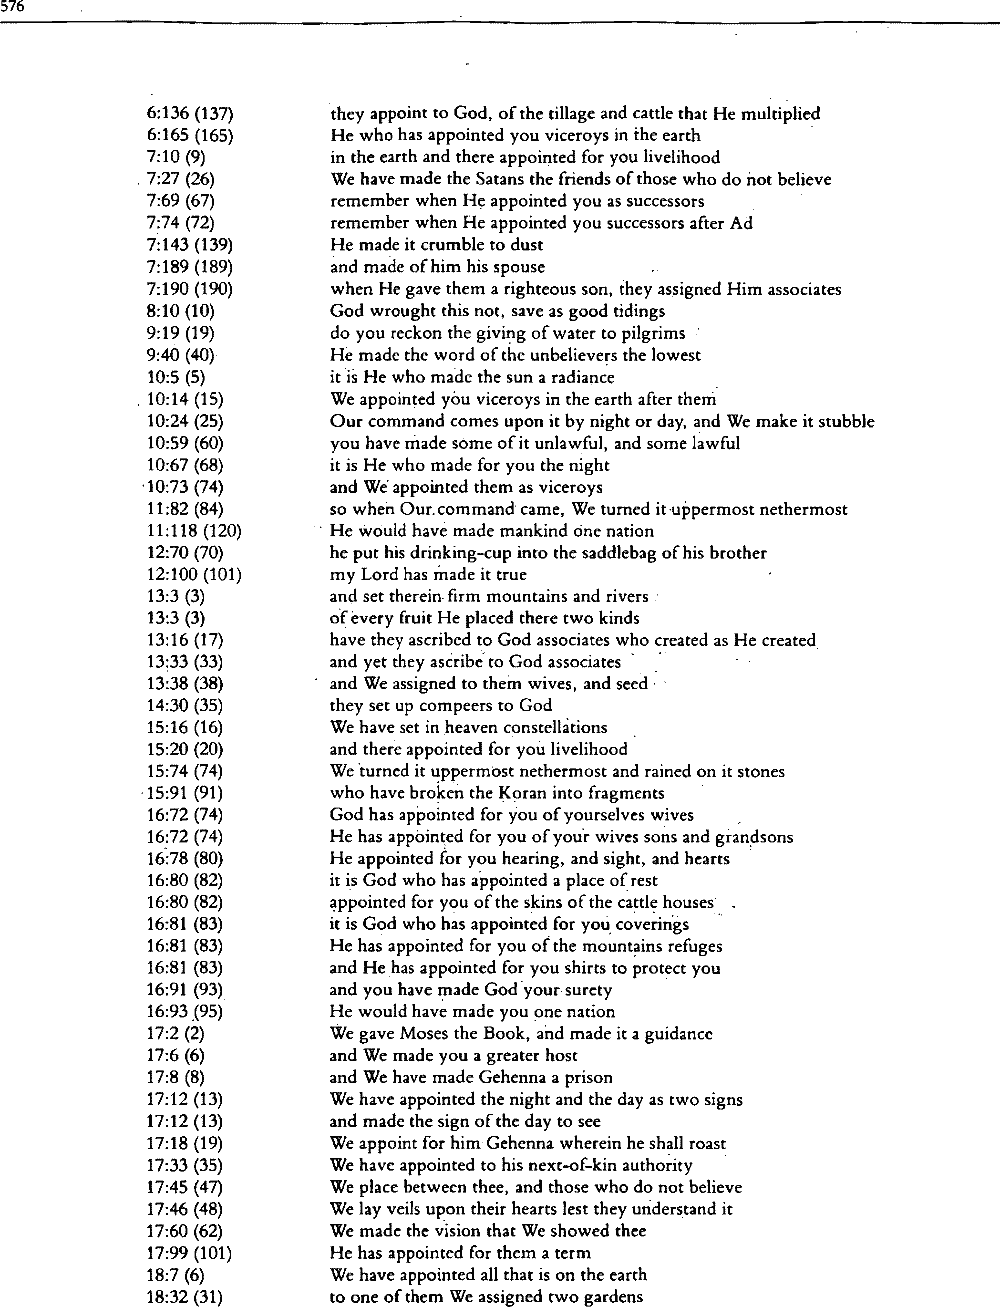 576
6:136 (137) they appoint to God, of the tillage and cattle that He multiplied
6:165 (165) He who has appointed you viceroys in the earth
7:10 (9) in the earth and there appointed for you livelihood
7:27 (26) We have made the Satans the friends of those who do not believe
7:69 (67) remember when He appointed you as successors
7:74 (72) remember when He appointed you successors after Ad
7:143 (139) He made it crumble to dust
7:189 (189) and made of him his spouse
7:190 (190) when He gave them a righteous son, they assigned Him associates
8:10 (10) God wrought this not, save as good tidings
9:19 (19) do you reckon the giving of water to pilgrims
9:40 (40) He made the word of the unbelievers the lowest
10:5 (5) it is He who made the sun a radiance
10:14 (15) We appointed you viceroys in the earth after them
10:24 (25) Our command comes upon it by night or day, and We make it stubble
10:59 (60) you have made some of it unlawful, and some lawful
10:67 (68) it is He who made for you the night
10:73 (74) and We appointed them as viceroys
11:82 (84) so when Our command came, We turned it uppermost nethermost
11:118 (120) He would have made mankind one nation
12:70 (70) he put his drinking-cup into the saddlebag of his brother
12:100 (101) my Lord has made it true
13:3 (3) and set therein firm mountains and rivers
13:3 (3) of every fruit He placed there two kinds
13:16 (17) have they ascribed to God associates who created as He created
13:33 (33) and yet they ascribe to God associates
13:38 (38) and We assigned to them wives, and seed
14:30 (35) they set up compeers to God
15:16 (16) We have set in heaven constellations
15:20 (20) and there appointed for you livelihood
15:74 (74) We turned it uppermost nethermost and rained on it stones
15:91 (91) who have broken the Koran into fragments
16:72 (74) God has appointed for you of yourselves wives
16:72 (74) He has appointed for you of your wives sons and grandsons
16:78 (80) He appointed for you hearing, and sight, and hearts
16:80 (82) it is God who has appointed a place of rest
16:80 (82) appointed for you of the skins of the cattle houses
16:81 (83) it is God who has appointed for you coverings
16:81 (83) He has appointed for you of the mountains refuges
16:81 (83) and He has appointed for you shirts to protect you
16:91 (93) and you have made God your surety
16:93 (95) He would have made you one nation
17:2 (2) We gave Moses the Book, and made it a guidance
17:6 (6) and We made you a greater host
17:8 (8) and We have made Gehenna a prison
17:12 (13) We have appointed the night and the day as two signs
17:12 (13) and made the sign of the day to see
17:18 (19) We appoint for him Gehenna wherein he shall roast
17:33 (35) We have appointed to his next-of-kin authority
17:45 (47) We place between thee, and those who do not believe
17:46 (48) We lay veils upon their hearts lest they understand it
17:60 (62) We made the vision that We showed thee
17:99 (101) He has appointed for them a term
18:7 (6) We have appointed all that is on the earth
18:32 (31) to one of them We assigned two gardens